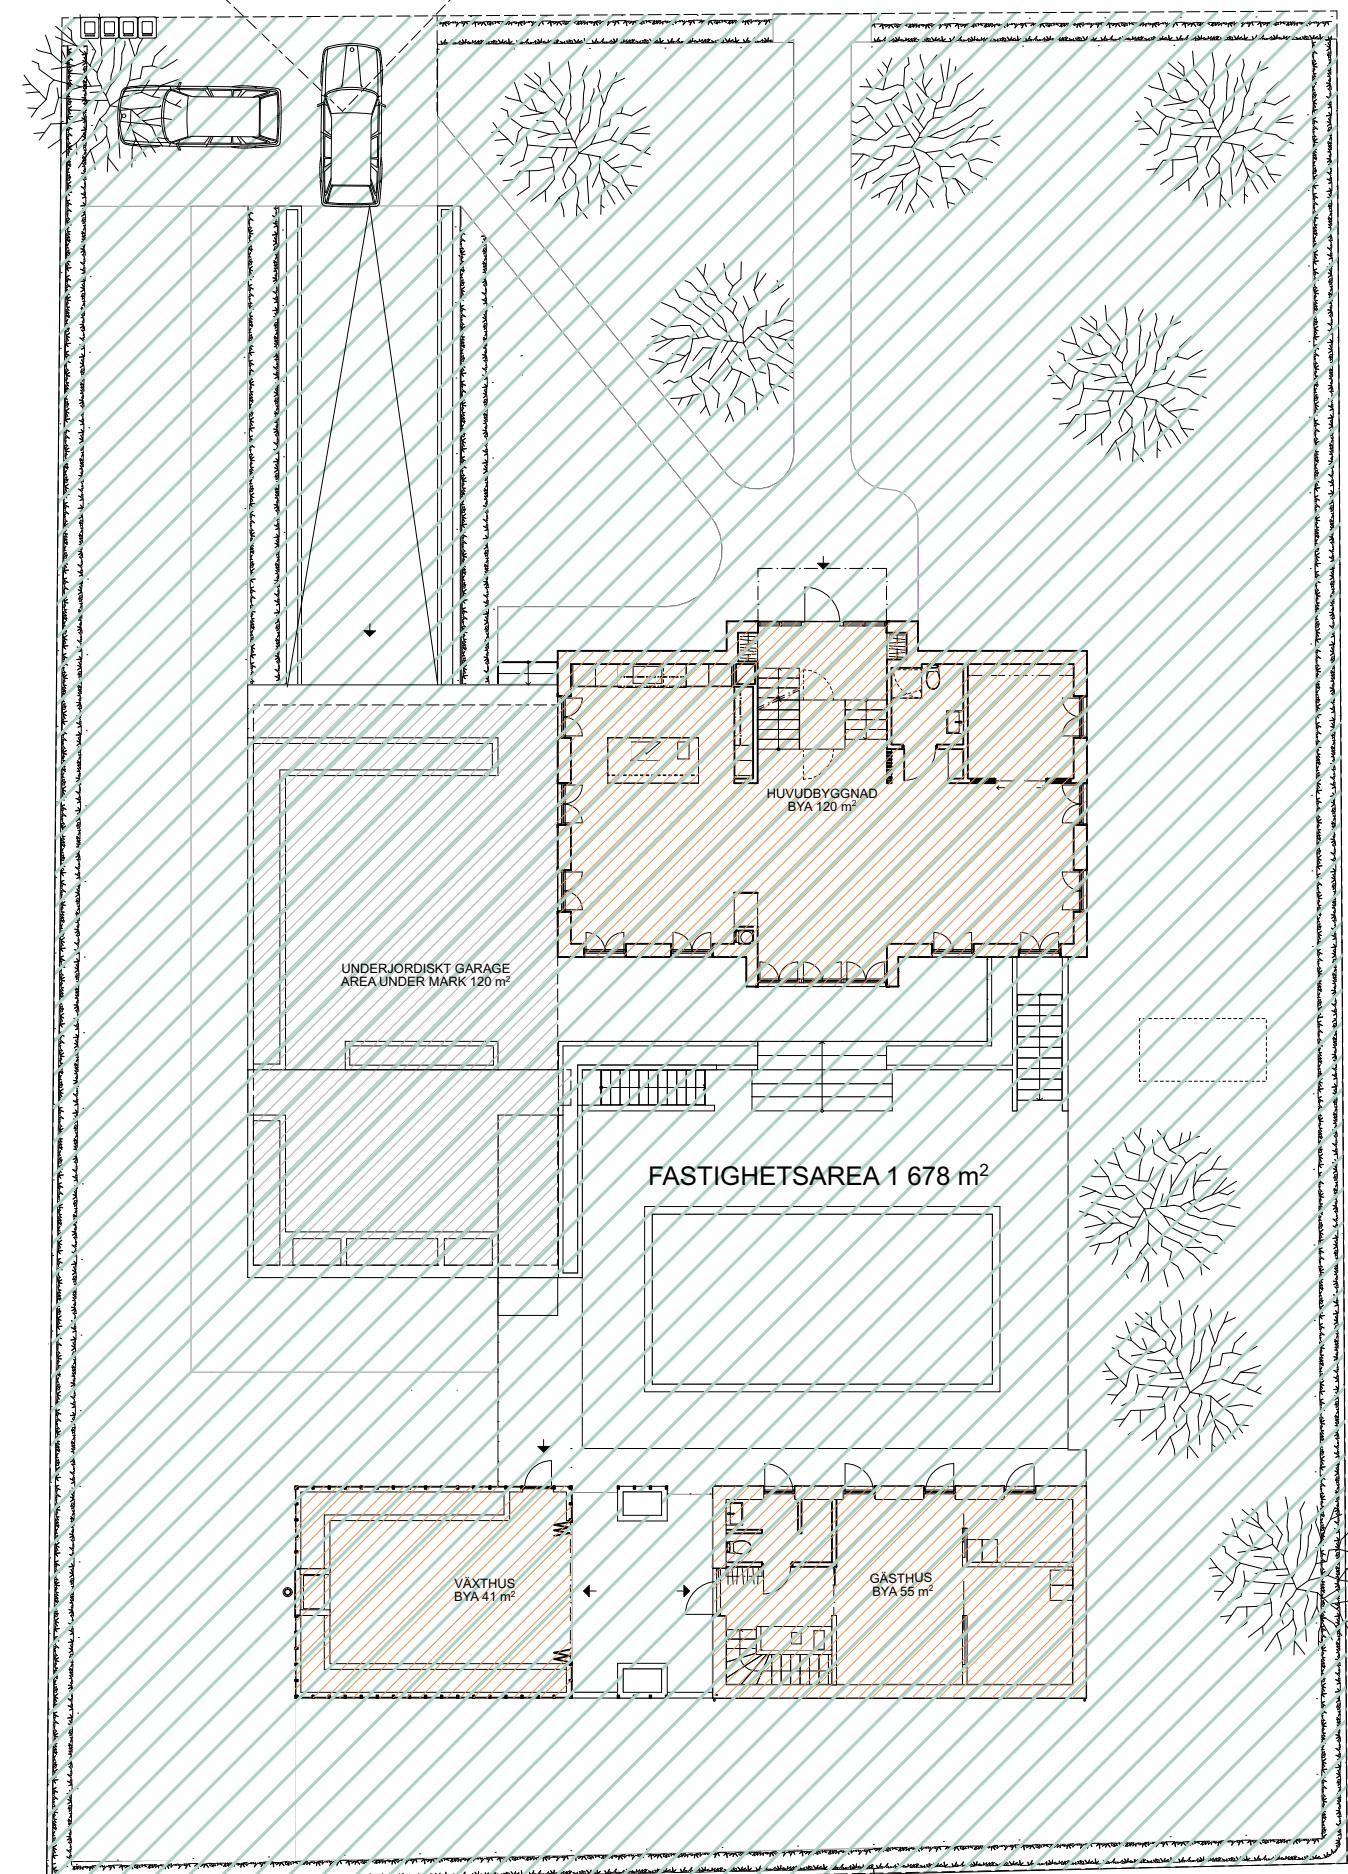 HUVUDBYGGNAD
BYA 120 m²
UNDERJORDISKT GARAGE
AREA UNDER MARK 120 m²
FASTIGHETSAREA 1 678 m²
VÄXTHUS
BYA 41 m²
GÄSTHUS
BYA 55 m²